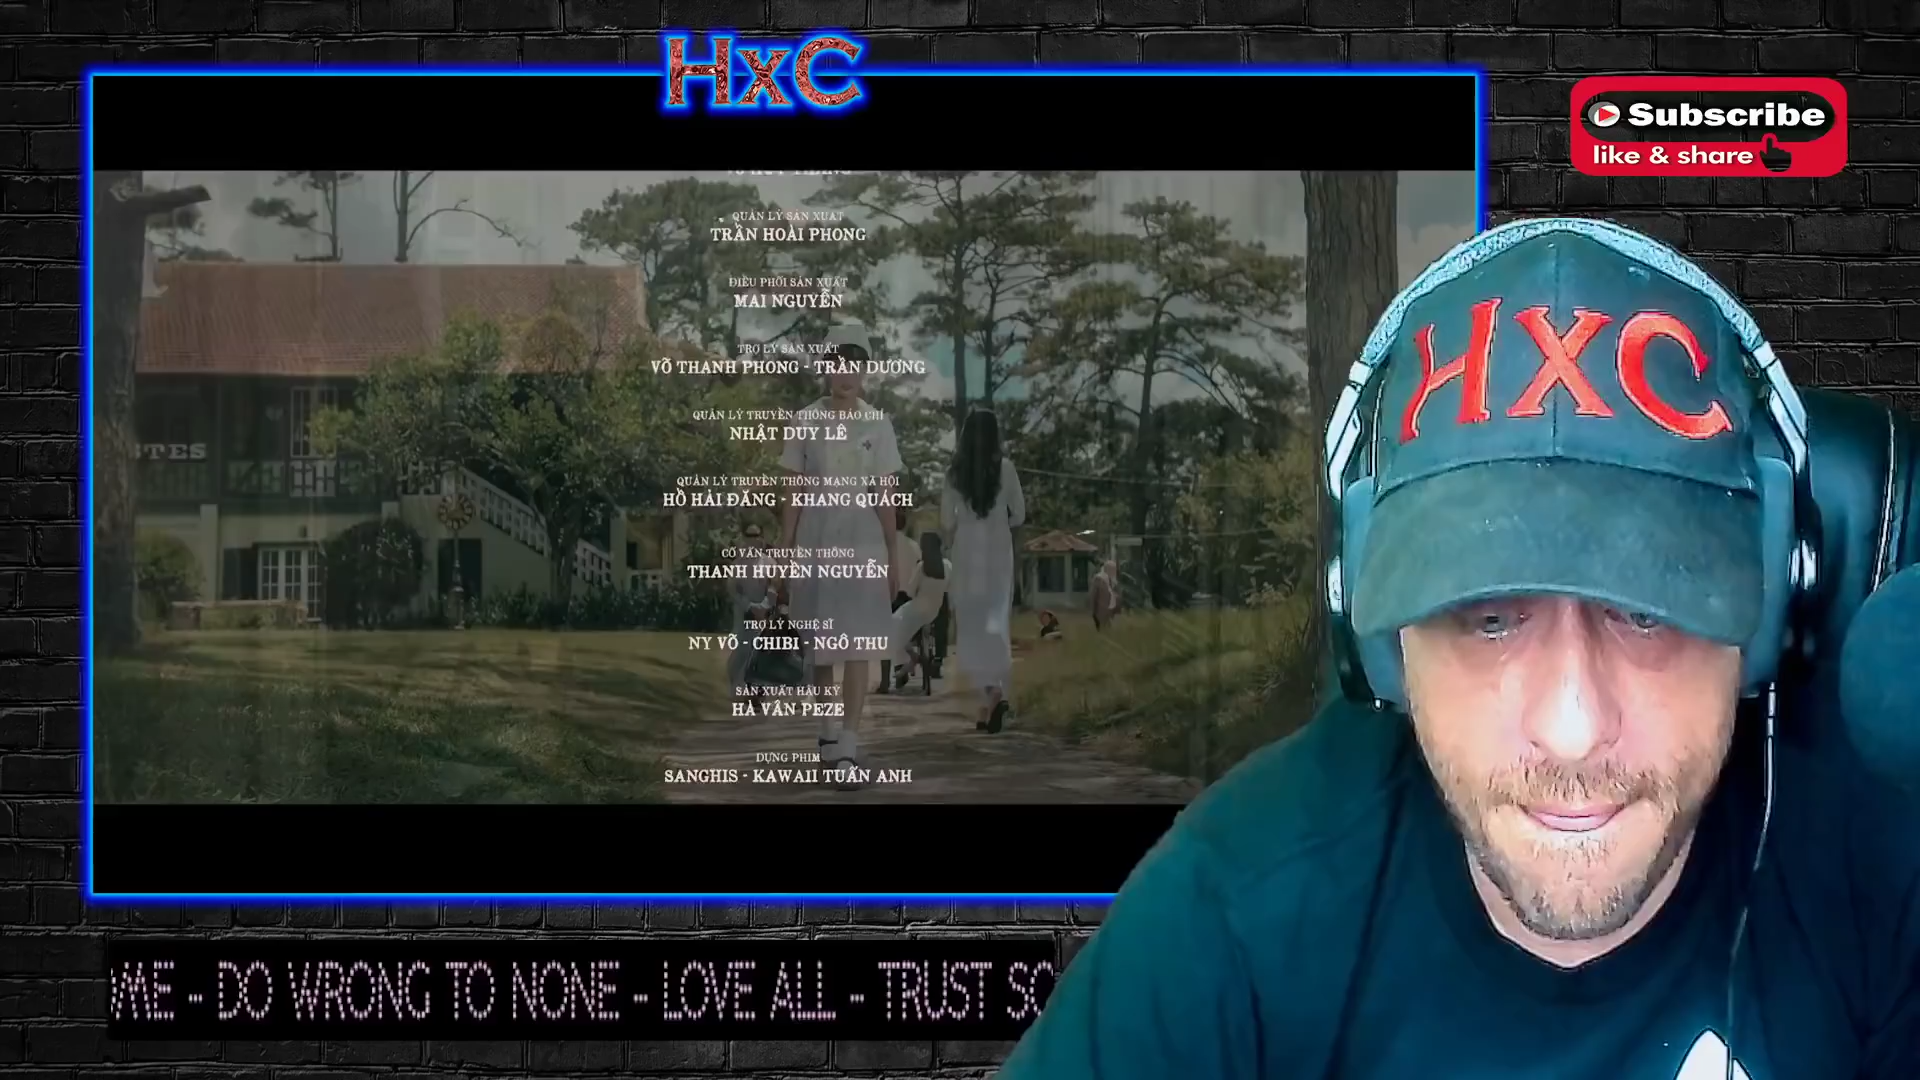 HxC
Subscribe
like & share
HxC
QUẢN LÝ SẢN XUẤT
TRẦN HOÀI PHONG
ĐIỀU PHỐI SẢN XUẤT
MAI NGUYỄN
TRỢ LÝ SẢN XUẤT
VÕ THANH PHONG - TRẦN DƯƠNG
QUẢN LÝ TRUYỀN THÔNG BÁO CHÍ
NHẬT DUY LÊ
QUẢN LÝ TRUYỀN THÔNG MẠNG XÃ HỘI
HỒ HẢI ĐĂNG - KHANG QUÁCH
CỐ VẤN TRUYỀN THÔNG
THANH HUYỀN NGUYỄN
TRỢ LÝ NGHỆ SĨ
NY VÕ - CHIBI - NGÔ THU
SẢN XUẤT HẬU KỲ
HÀ VÂN PEZE
DỰNG PHIM
SANGHIS - KAWAII TUẤN ANH
- DO WRONG TO NONE - LOVE ALL - TRUST